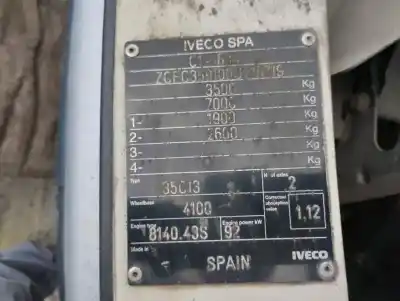 IVECO SPA
3500 Kg
7000 Kg
1- 1900 Kg
2- 2600 Kg
3- Kg
4- Kg
Type 35C13 N of axles 2
Wheelbase 4100 Corrected absorption value 1.12
Engine type 8140.43S Engine power kW 92
Made in SPAIN IVECO